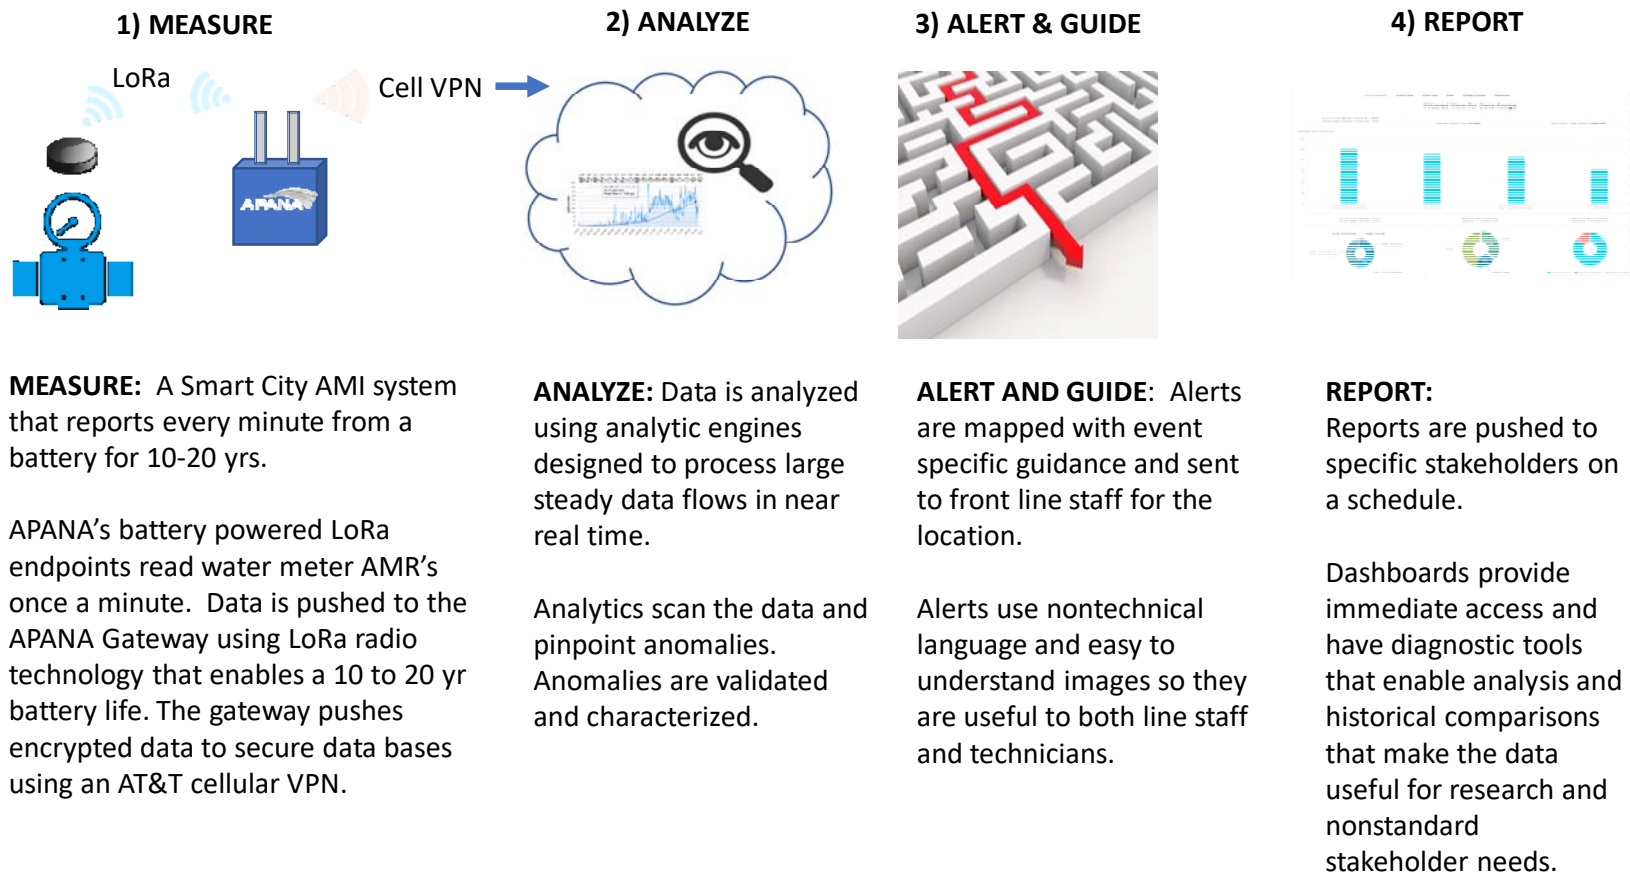 1) MEASURE
2) ANALYZE
3) ALERT & GUIDE
4) REPORT
LoRa
Cell VPN
APANA
MEASURE: A Smart City AMI system
that reports every minute from a
battery for 10-20 yrs.
APANA’s battery powered LoRa
endpoints read water meter AMR’s
once a minute. Data is pushed to the
APANA Gateway using LoRa radio
technology that enables a 10 to 20 yr
battery life. The gateway pushes
encrypted data to secure data bases
using an AT&T cellular VPN.
ANALYZE: Data is analyzed
using analytic engines
designed to process large
steady data flows in near
real time.
Analytics scan the data and
pinpoint anomalies.
Anomalies are validated
and characterized.
ALERT AND GUIDE: Alerts
are mapped with event
specific guidance and sent
to front line staff for the
location.
Alerts use nontechnical
language and easy to
understand images so they
are useful to both line staff
and technicians.
REPORT:
Reports are pushed to
specific stakeholders on
a schedule.
Dashboards provide
immediate access and
have diagnostic tools
that enable analysis and
historical comparisons
that make the data
useful for research and
nonstandard
stakeholder needs.